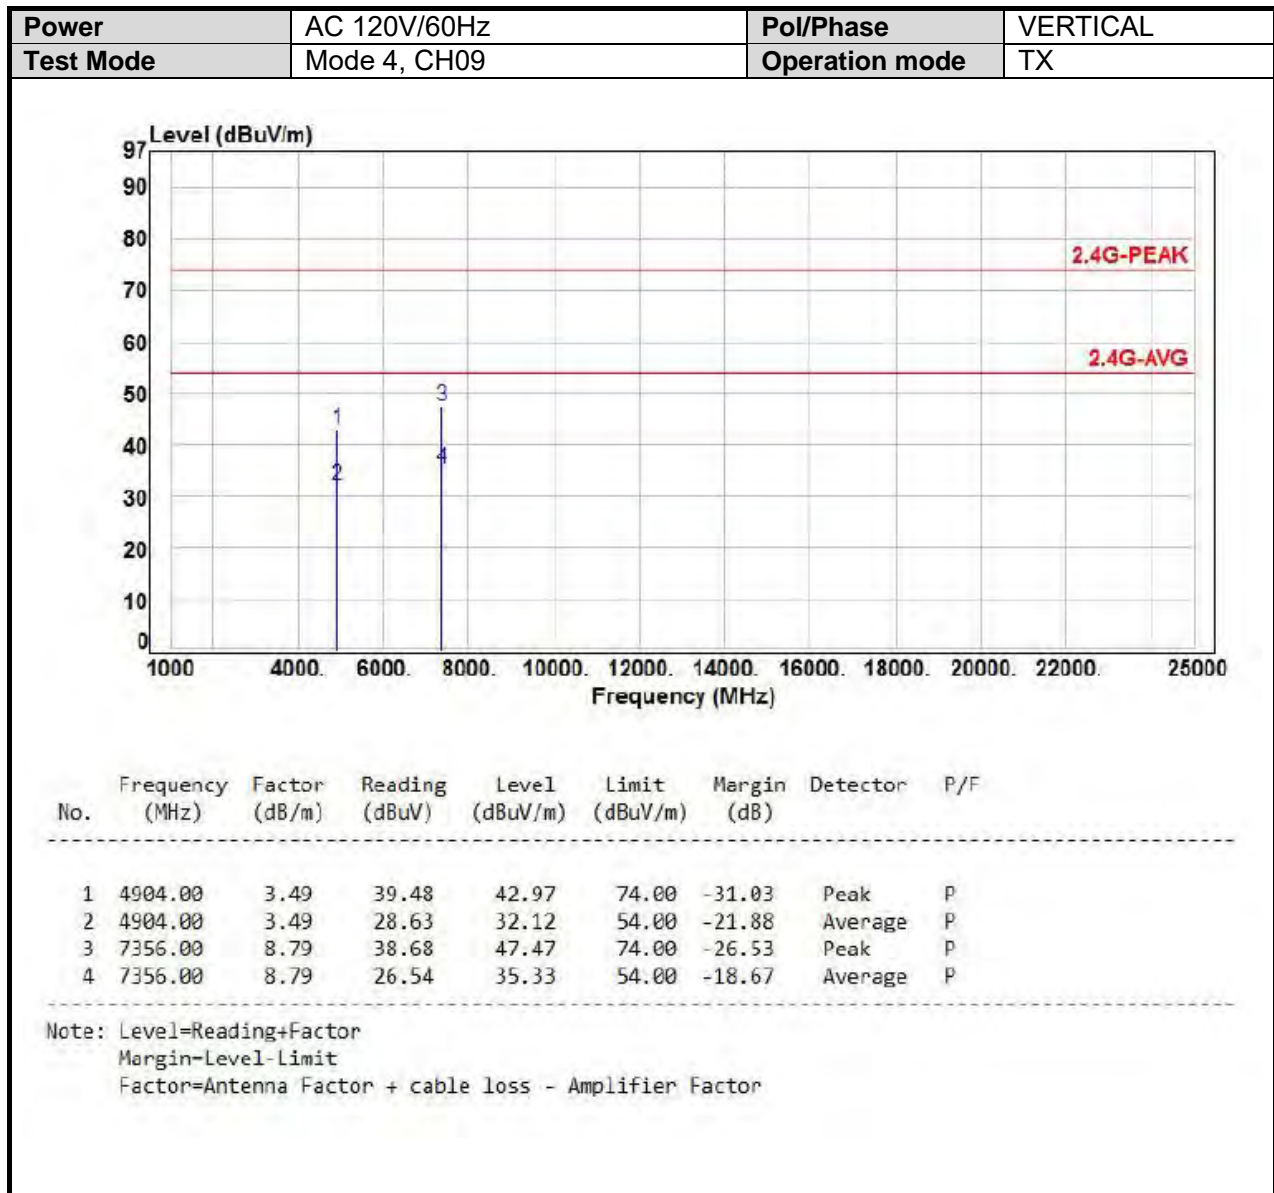 Power AC 120V/60Hz Pol/Phase VERTICAL
Test Mode Mode 4, CH09 Operation mode TX
Level (dBuV/m)
97
90
80
2.4G-PEAK
70
60
2.4G-AVG
50
3
1
40
4
2
30
20
10
0
1000 4000. 6000. 8000. 10000. 12000. 14000. 16000. 18000. 20000. 22000. 25000
Frequency (MHz)
Frequency Factor Reading Level Limit Margin Detector P/F
No. (MHz) (dB/m) (dBuV) (dBuV/m) (dBuV/m) (dB)
1 4904.00 3.49 39.48 42.97 74.00 -31.03 Peak P
2 4904.00 3.49 28.63 32.12 54.00 -21.88 Average P
3 7356.00 8.79 38.68 47.47 74.00 -26.53 Peak P
4 7356.00 8.79 26.54 35.33 54.00 -18.67 Average P
Note: Level=Reading+Factor
Margin=Level-Limit
Factor=Antenna Factor + cable loss - Amplifier Factor